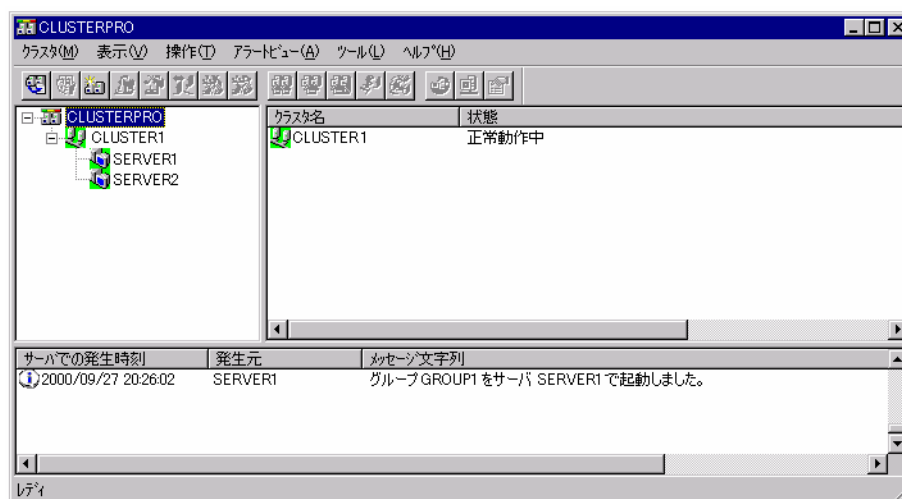 CLUSTERPRO
クラスタ(M) 表示(V) 操作(T) アラートビュー(A) ツール(L) ヘルプ(H)
CLUSTERPRO
CLUSTER1
SERVER1
SERVER2
クラスタ名 状態
CLUSTER1 正常動作中
サーバでの発生時刻 発生元 メッセージ文字列
2000/09/27 20:26:02 SERVER1 グループ GROUP1 をサーバ SERVER1 で起動しました。
レディ